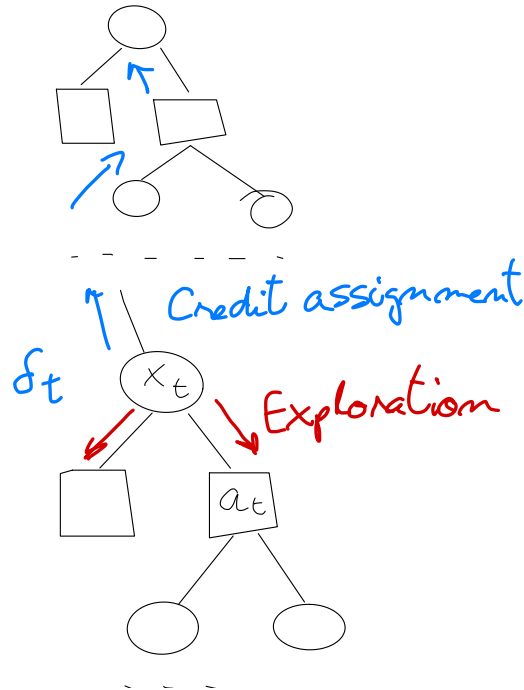 Credit assignment
δt
xt
Exploration
at